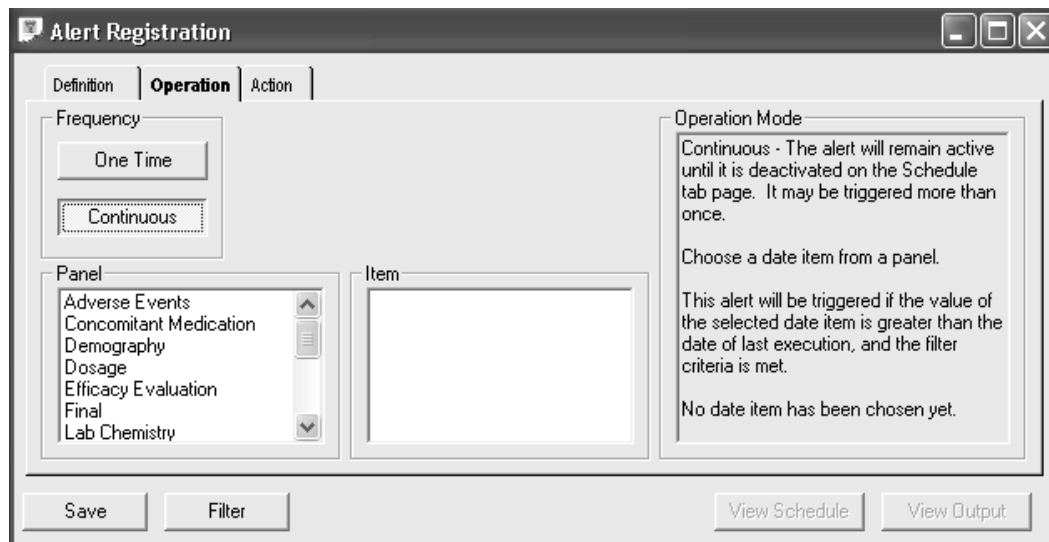 Alert Registration
Definition
Operation
Action
Frequency
One Time
Continuous
Panel
Adverse Events
Concomitant Medication
Demography
Dosage
Efficacy Evaluation
Final
Lab Chemistry
Item
Operation Mode
Continuous - The alert will remain active
until it is deactivated on the Schedule
tab page. It may be triggered more than
once.
Choose a date item from a panel.
This alert will be triggered if the value of
the selected date item is greater than the
date of last execution, and the filter
criteria is met.
No date item has been chosen yet.
Save
Filter
View Schedule
View Output